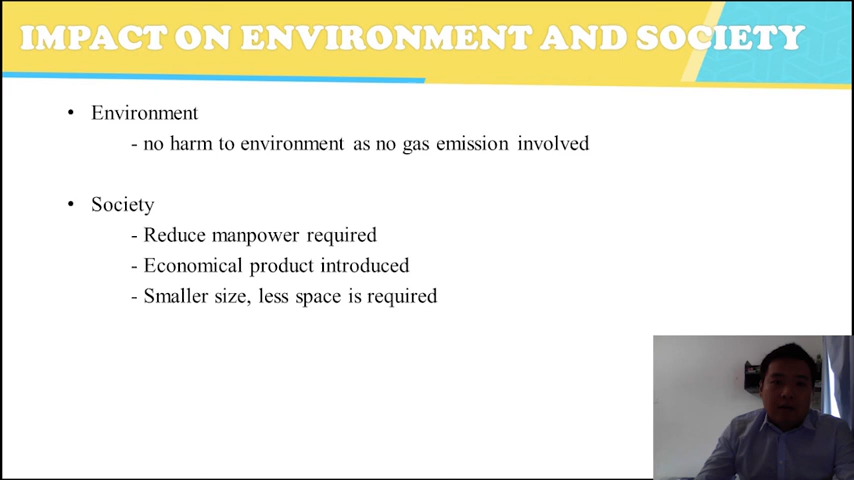 IMPACT ON ENVIRONMENT AND SOCIETY
• Environment
- no harm to environment as no gas emission involved
• Society
- Reduce manpower required
- Economical product introduced
- Smaller size, less space is required